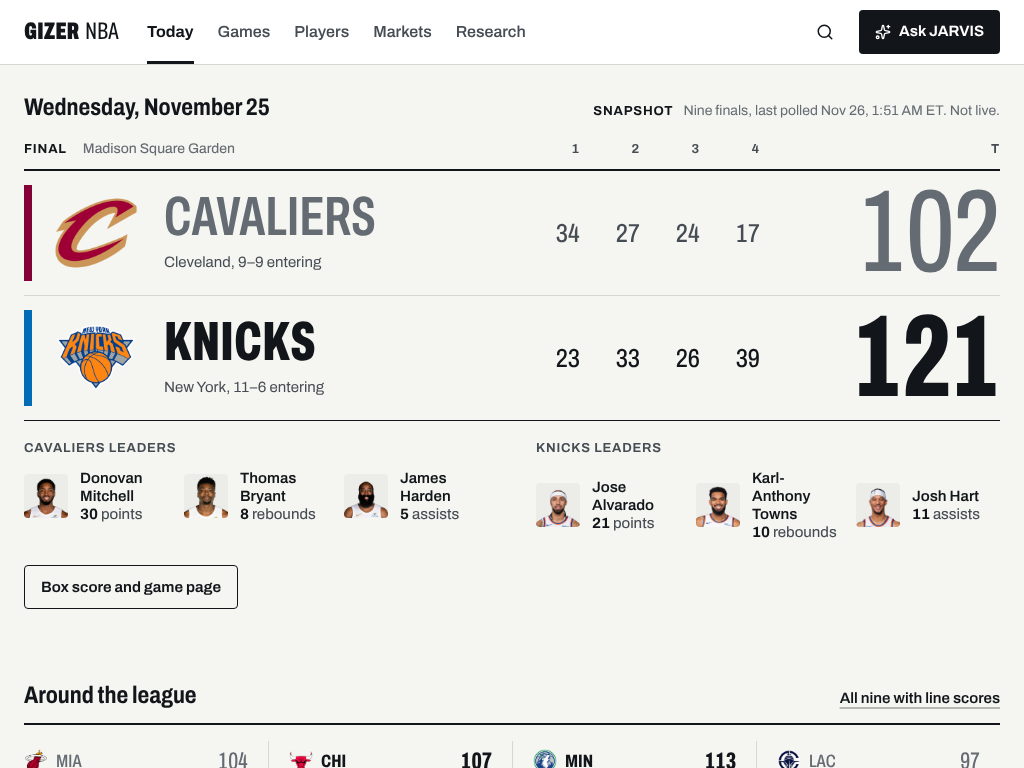 GIZER NBA Today Games Players Markets Research Ask JARVIS
Wednesday, November 25
SNAPSHOT Nine finals, last polled Nov 26, 1:51 AM ET. Not live.
FINAL Madison Square Garden 1 2 3 4 T
CAVALIERS 34 27 24 17 102
Cleveland, 9–9 entering
NEW YORK
KNICKS
KNICKS 23 33 26 39 121
New York, 11–6 entering
CAVALIERS LEADERS
Donovan
Mitchell
30 points
Thomas
Bryant
8 rebounds
James
Harden
5 assists
KNICKS LEADERS
Jose
Alvarado
21 points
Karl-
Anthony
Towns
10 rebounds
Josh Hart
11 assists
Box score and game page
Around the league All nine with line scores
MIA 104 CHI 107 MIN 113 LAC 97